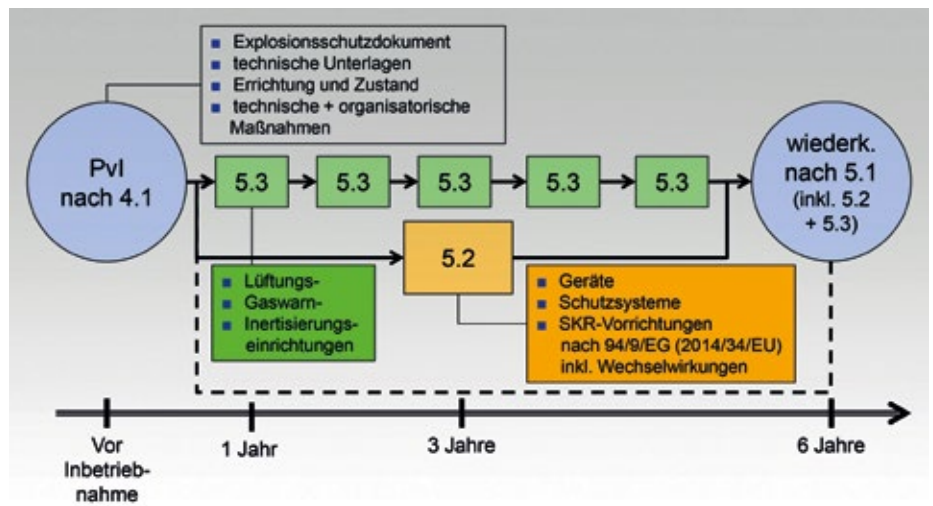 Explosionsschutzdokument
technische Unterlagen
Errichtung und Zustand
technische + organisatorische
Maßnahmen
PvI
nach 4.1
5.3
5.3
5.3
5.3
5.3
wiederk.
nach 5.1
(inkl. 5.2
+ 5.3)
5.2
Lüftungs-
Gaswarn-
Inertisierungs-
einrichtungen
Geräte
Schutzsysteme
SKR-Vorrichtungen
nach 94/9/EG (2014/34/EU)
inkl. Wechselwirkungen
Vor
Inbetrieb-
nahme
1 Jahr
3 Jahre
6 Jahre